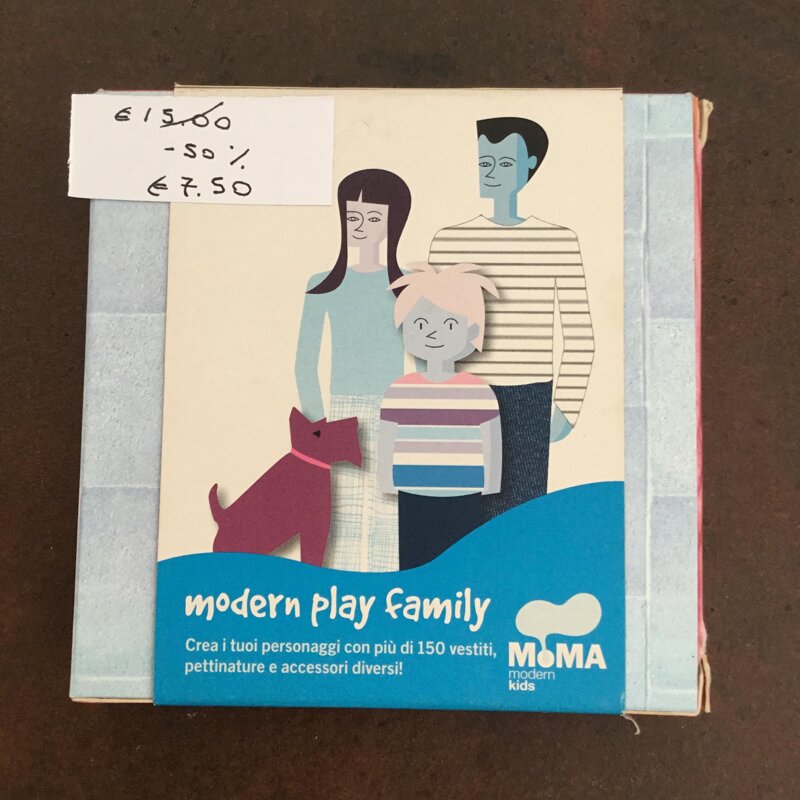 € 15.00
-50%
€ 7.50
modern play family
Crea i tuoi personaggi con più di 150 vestiti,
pettinature e accessori diversi!
MoMA
modern
kids